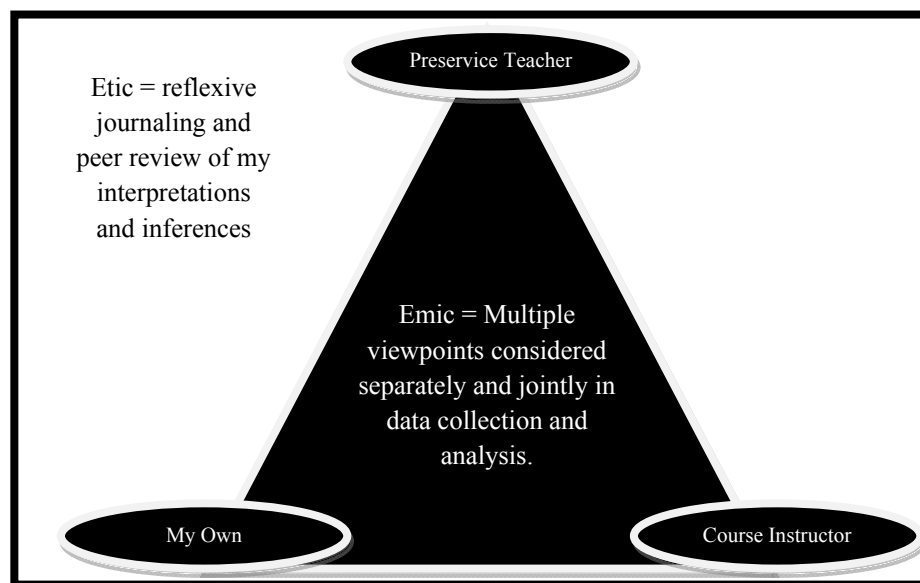 Preservice Teacher
Etic = reflexive
journaling and
peer review of my
interpretations
and inferences
Emic = Multiple
viewpoints considered
separately and jointly in
data collection and
analysis.
My Own
Course Instructor